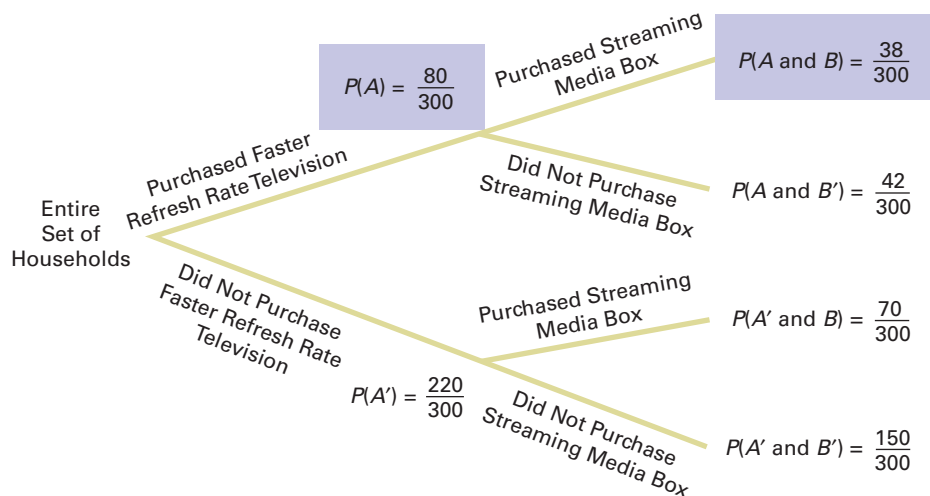 Entire
Set of
Households
Purchased Faster
Refresh Rate Television
P(A) = 80/300
Purchased Streaming
Media Box
P(A and B) = 38/300
Did Not Purchase
Streaming Media Box
P(A and B′) = 42/300
Did Not Purchase
Faster Refresh Rate
Television
P(A′) = 220/300
Purchased Streaming
Media Box
P(A′ and B) = 70/300
Did Not Purchase
Streaming Media Box
P(A′ and B′) = 150/300